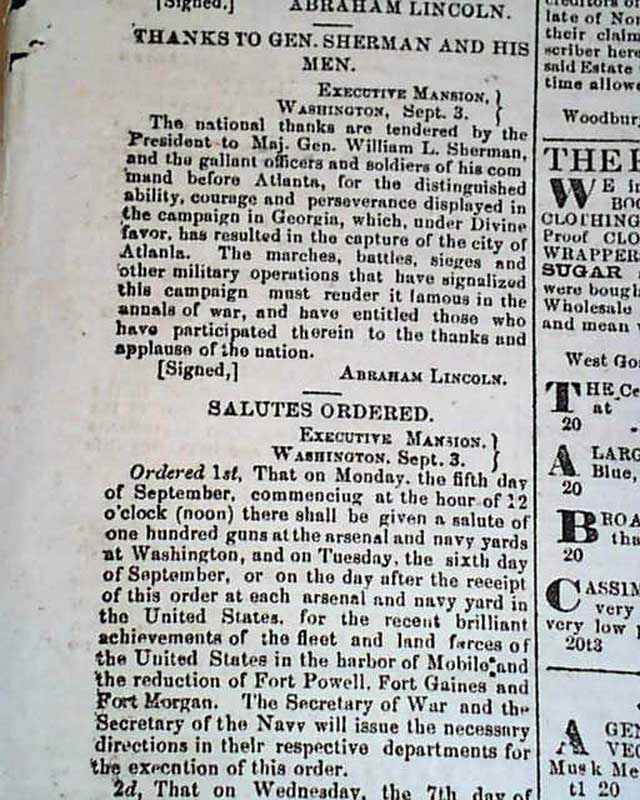 [Signed.] ABRAHAM LINCOLN.
THANKS TO GEN. SHERMAN AND HIS
MEN.
EXECUTIVE MANSION,
WASHINGTON, Sept. 3.
The national thanks are tendered by the
President to Maj. Gen. William L. Sherman,
and the gallant officers and soldiers of his com
mand before Atlanta, for the distinguished
ability, courage and perseverance displayed in
the campaign in Georgia, which, under Divine
favor, has resulted in the capture of the city of
Atlanta. The marches, battles, sieges and
other military operations that have signalized
this campaign must render it famous in the
annals of war, and have entitled those who
have participated therein to the thanks and
applause of the nation.
[Signed,] ABRAHAM LINCOLN.
SALUTES ORDERED.
EXECUTIVE MANSION.
WASHINGTON. Sept. 3.
Ordered 1st, That on Monday, the fifth day
of September, commencing at the hour of 12
o'clock (noon) there shall be given a salute of
one hundred guns at the arsenal and navy yards
at Washington, and on Tuesday, the sixth day
of September, or on the day after the receipt
of this order at each arsenal and navy yard in
the United States, for the recent brilliant
achievements of the fleet and land forces of
the United States in the harbor of Mobile and
the reduction of Fort Powell, Fort Gaines and
Fort Morgan. The Secretary of War and the
Secretary of the Navy will issue the necessary
directions in their respective departments for
the execution of this order.
2d, That on Wednesday, the 7th day of
late of
their claim
scriber here
said Estate
time allowe
Woodbur
THE
WE
BOO
CLOTHING
Proof CLO
WRAPPER
SUGAR
were bough
Wholesale
and mean
West Go
THE Ce
at
20
A LARG
Blue,
20
BROA
tha
20
CASSIM
very
very low
20t3
A GEN
VEG
Musk Me
t1 20